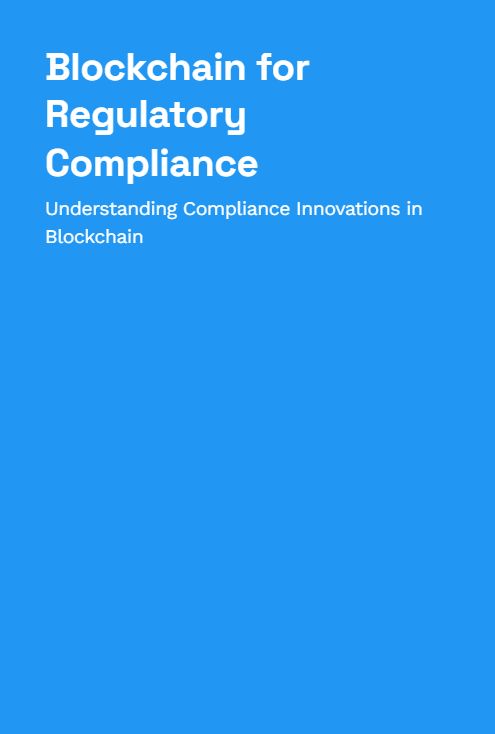 Blockchain for
Regulatory
Compliance
Understanding Compliance Innovations in
Blockchain